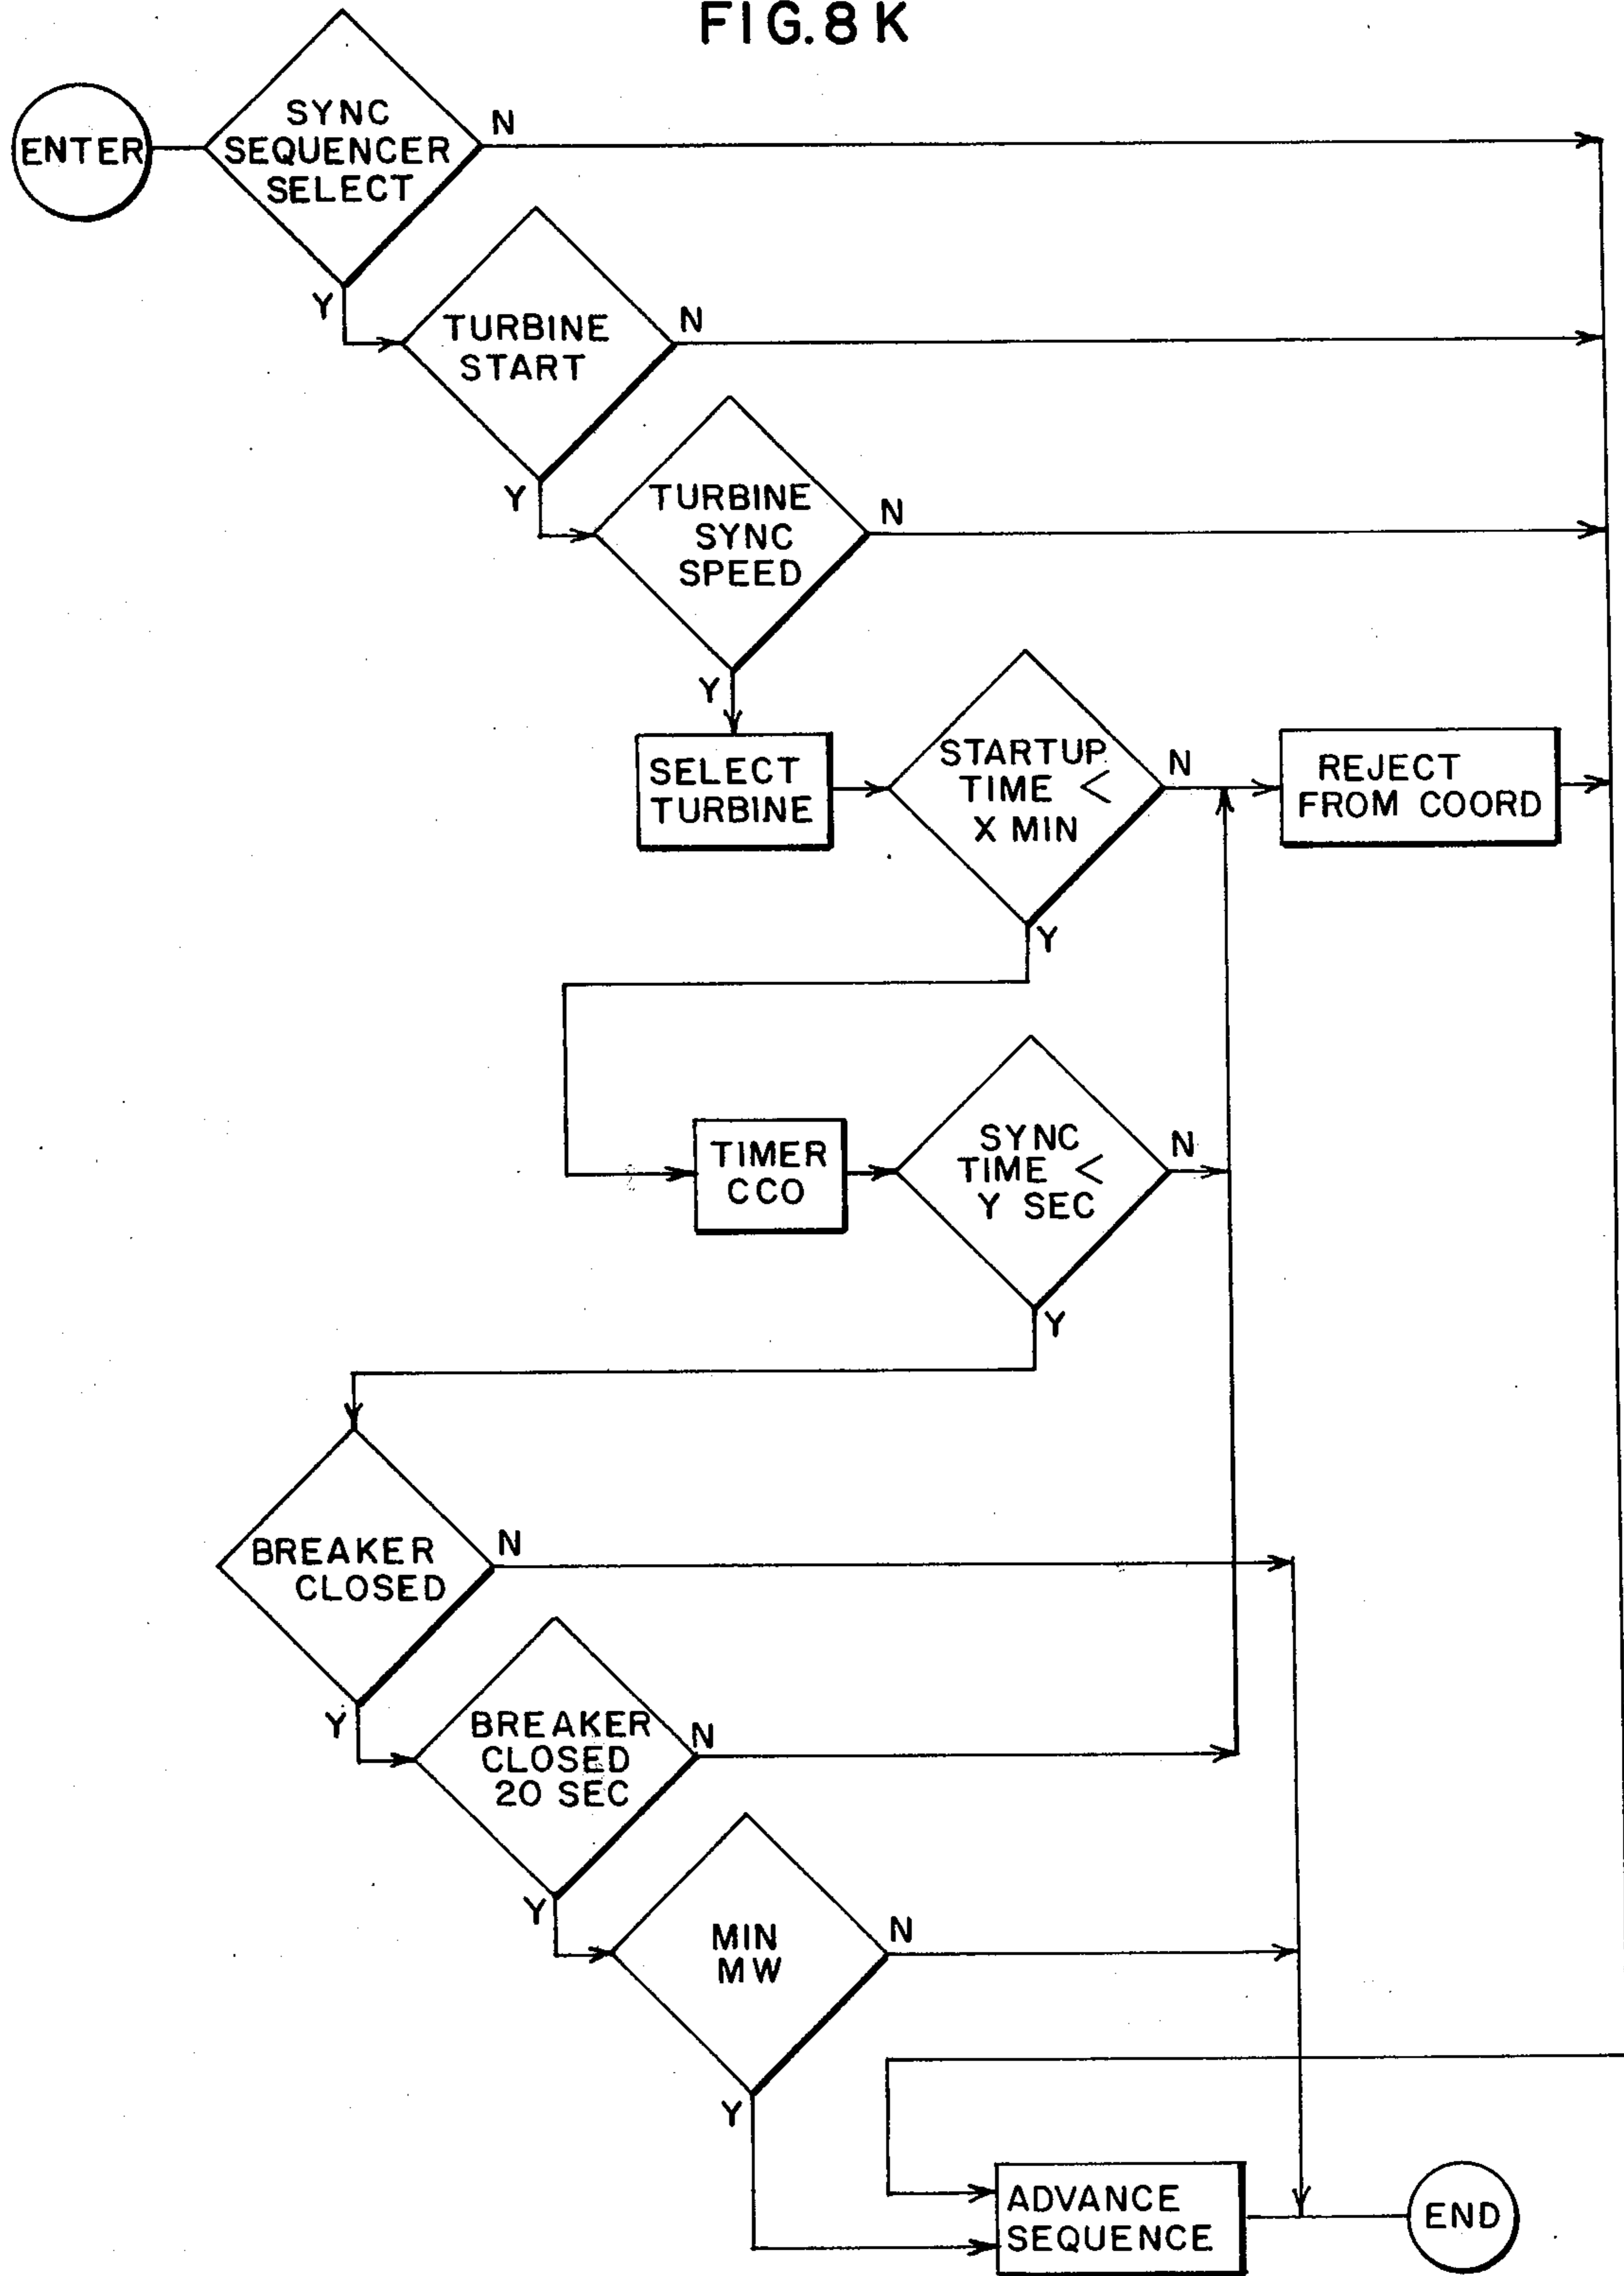 FIG.8K
ENTER
SYNC
SEQUENCER
SELECT
N
Y
TURBINE
START
N
Y
TURBINE
SYNC
SPEED
N
Y
SELECT
TURBINE
STARTUP
TIME <
X MIN
N
Y
REJECT
FROM COORD
TIMER
CCO
SYNC
TIME <
Y SEC
N
Y
BREAKER
CLOSED
N
Y
BREAKER
CLOSED
20 SEC
N
Y
MIN
MW
N
Y
ADVANCE
SEQUENCE
END